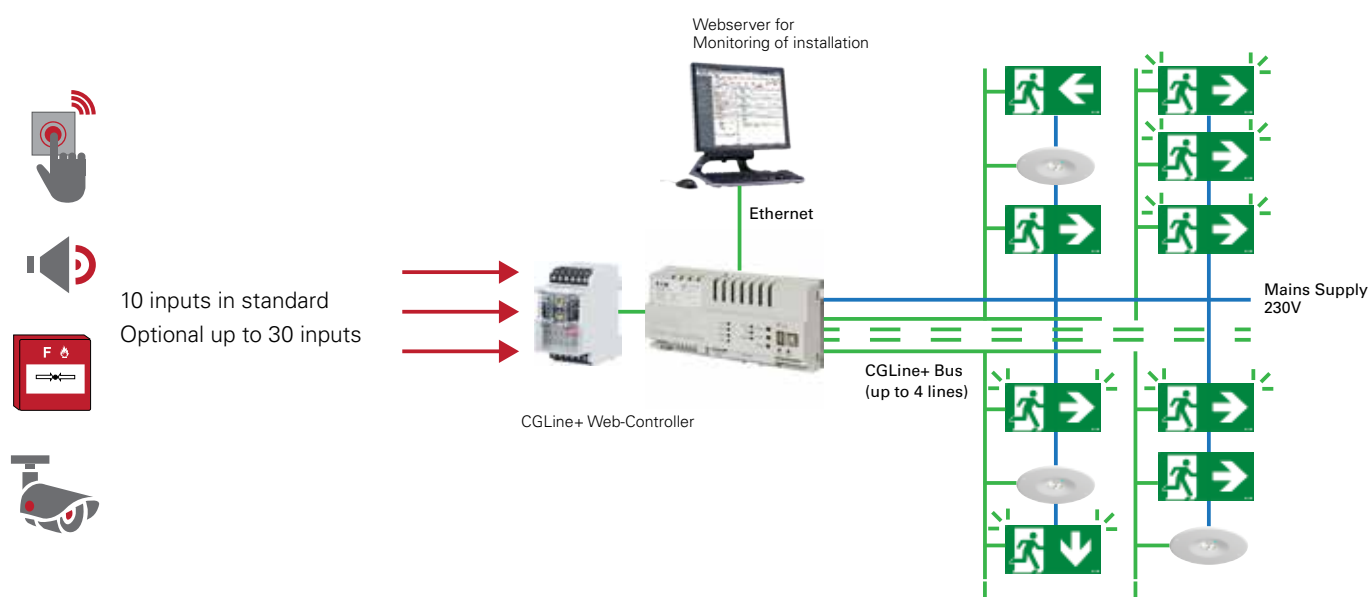 Webserver for
Monitoring of installation
Ethernet
10 inputs in standard
Optional up to 30 inputs
F
Mains Supply
230V
CGLine+ Bus
(up to 4 lines)
CGLine+ Web-Controller